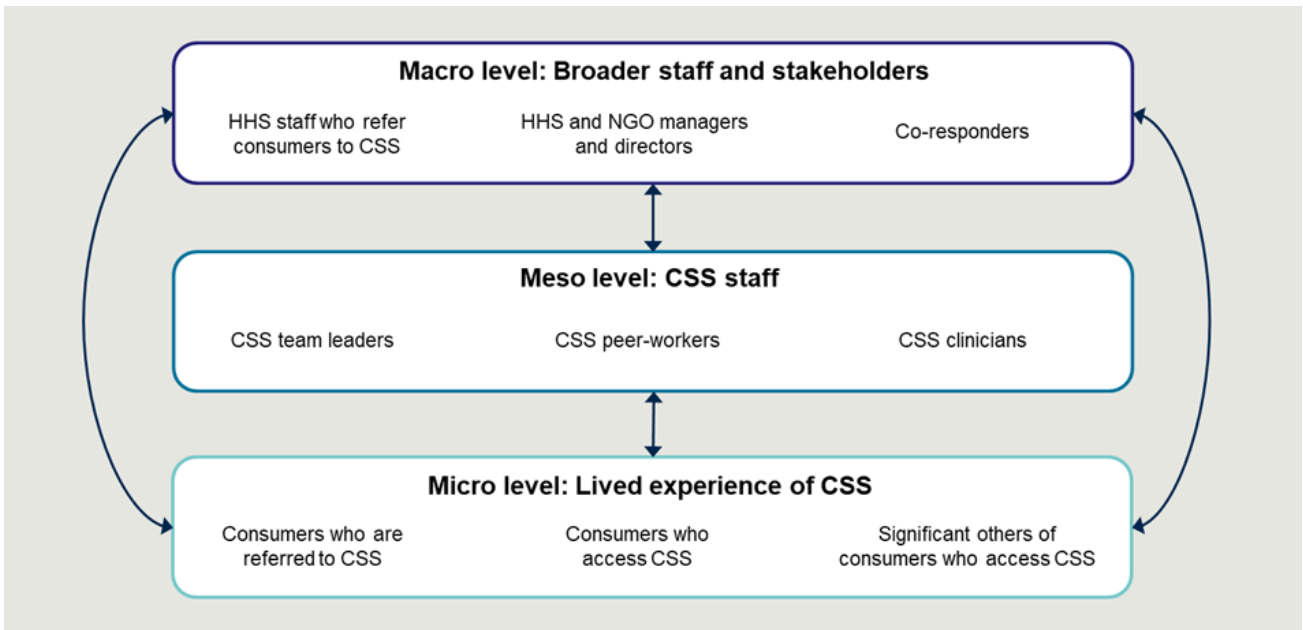 Macro level: Broader staff and stakeholders
HHS staff who refer
consumers to CSS
HHS and NGO managers
and directors
Co-responders
Meso level: CSS staff
CSS team leaders
CSS peer-workers
CSS clinicians
Micro level: Lived experience of CSS
Consumers who are
referred to CSS
Consumers who
access CSS
Significant others of
consumers who access CSS